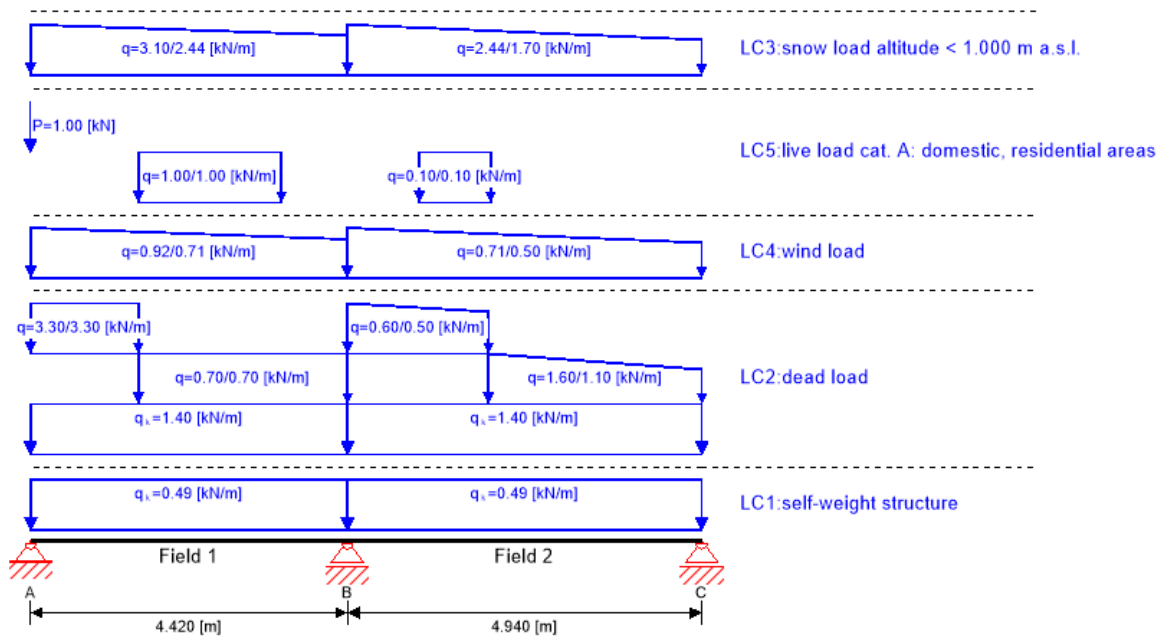 q=3.10/2.44 [kN/m]
q=2.44/1.70 [kN/m]
LC3:snow load altitude < 1.000 m a.s.l.
P=1.00 [kN]
q=1.00/1.00 [kN/m]
q=0.10/0.10 [kN/m]
LC5:live load cat. A: domestic, residential areas
q=0.92/0.71 [kN/m]
q=0.71/0.50 [kN/m]
LC4:wind load
q=3.30/3.30 [kN/m]
q=0.60/0.50 [kN/m]
q=0.70/0.70 [kN/m]
q=1.60/1.10 [kN/m]
LC2:dead load
qₖ=1.40 [kN/m]
qₖ=1.40 [kN/m]
qₖ=0.49 [kN/m]
qₖ=0.49 [kN/m]
LC1:self-weight structure
Field 1
Field 2
A
B
C
4.420 [m]
4.940 [m]